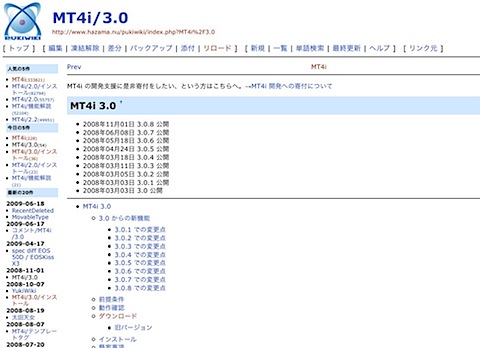 MT4i/3.0
http://www.hazama.nu/pukiwiki/index.php?MT4i%2F3.0
PukiWiki
[ トップ ] [ 編集 | 凍結解除 | 差分 | バックアップ | 添付 | リロード ] [ 新規 | 一覧 | 単語検索 | 最終更新 | ヘルプ ] [ リンク元 ]
人気の5件
MT4i(333621)
MT4i/2.0/インストール(82794)
MT4i/2.0(55757)
MT4i/機能解説
MT4i/2.2(49951)
今日の5件
MT4i(228)
MT4i/3.0(54)
MT4i/3.0/インストール(36)
MT4i/2.0/インストール(23)
MT4i/機能解説(21)
最新の20件
2009-06-18
RecentDeleted
MovableType
2009-06-17
コメント/MT4i/3.0
2009-04-17
spec diff EOS 50D / EOSKiss X3
2008-11-01
MT4i/3.0
2008-10-07
YukiWiki
MT4i/3.0/インストール
2008-08-19
太田天女
2008-08-07
MT4i/テンプレートタグ
2008-07-20
Prev
MT4i
MT4i の開発支援に是非寄付をしたい、という方はこちらへ。→MT4i 開発への寄付について
MT4i 3.0 †
2008年11月01日 3.0.8 公開
2008年06月08日 3.0.7 公開
2008年05月18日 3.0.6 公開
2008年04月24日 3.0.5 公開
2008年03月18日 3.0.4 公開
2008年03月11日 3.0.3 公開
2008年03月05日 3.0.2 公開
2008年03月03日 3.0.1 公開
2008年03月03日 3.0 公開
MT4i 3.0
3.0 からの新機能
3.0.1 での変更点
3.0.2 での変更点
3.0.3 での変更点
3.0.4 での変更点
3.0.5 での変更点
3.0.6 での変更点
3.0.7 での変更点
3.0.8 での変更点
前提条件
動作確認
ダウンロード
旧バージョン
インストール